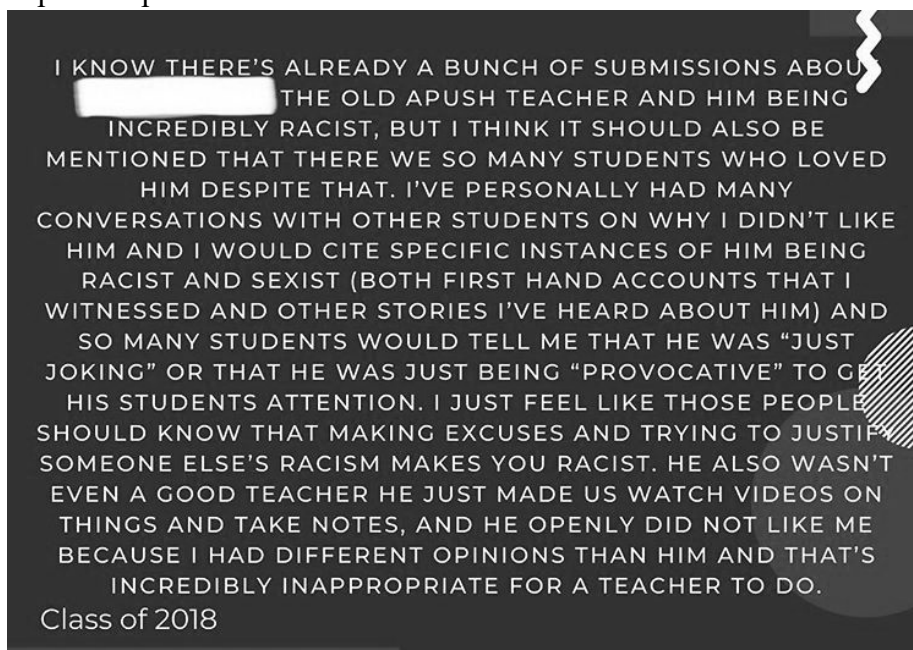 I KNOW THERE'S ALREADY A BUNCH OF SUBMISSIONS ABOUT
THE OLD APUSH TEACHER AND HIM BEING
INCREDIBLY RACIST, BUT I THINK IT SHOULD ALSO BE
MENTIONED THAT THERE WE SO MANY STUDENTS WHO LOVED
HIM DESPITE THAT. I'VE PERSONALLY HAD MANY
CONVERSATIONS WITH OTHER STUDENTS ON WHY I DIDN'T LIKE
HIM AND I WOULD CITE SPECIFIC INSTANCES OF HIM BEING
RACIST AND SEXIST (BOTH FIRST HAND ACCOUNTS THAT I
WITNESSED AND OTHER STORIES I'VE HEARD ABOUT HIM) AND
SO MANY STUDENTS WOULD TELL ME THAT HE WAS "JUST
JOKING" OR THAT HE WAS JUST BEING "PROVOCATIVE" TO GET
HIS STUDENTS ATTENTION. I JUST FEEL LIKE THOSE PEOPLE
SHOULD KNOW THAT MAKING EXCUSES AND TRYING TO JUSTIFY
SOMEONE ELSE'S RACISM MAKES YOU RACIST. HE ALSO WASN'T
EVEN A GOOD TEACHER HE JUST MADE US WATCH VIDEOS ON
THINGS AND TAKE NOTES, AND HE OPENLY DID NOT LIKE ME
BECAUSE I HAD DIFFERENT OPINIONS THAN HIM AND THAT'S
INCREDIBLY INAPPROPRIATE FOR A TEACHER TO DO.
Class of 2018